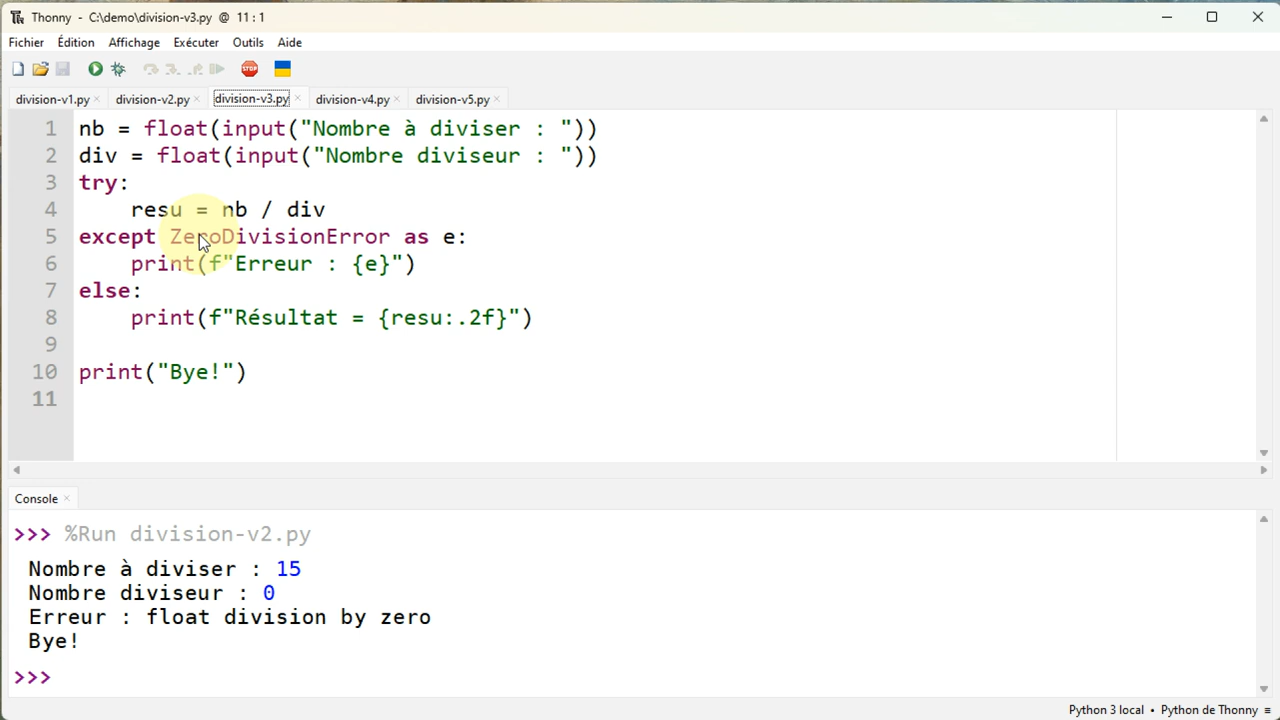 Thonny - C:\demo\division-v3.py @ 11 : 1
Fichier Édition Affichage Exécuter Outils Aide
STOP
division-v1.py × division-v2.py × division-v3.py × division-v4.py × division-v5.py ×
1 nb = float(input("Nombre à diviser : "))
2 div = float(input("Nombre diviseur : "))
3 try:
4 resu = nb / div
5 except ZeroDivisionError as e:
6 print(f"Erreur : {e}")
7 else:
8 print(f"Résultat = {resu:.2f}")
9
10 print("Bye!")
11
Console ×
>>> %Run division-v2.py
Nombre à diviser : 15
Nombre diviseur : 0
Erreur : float division by zero
Bye!
>>>
Python 3 local • Python de Thonny ≡